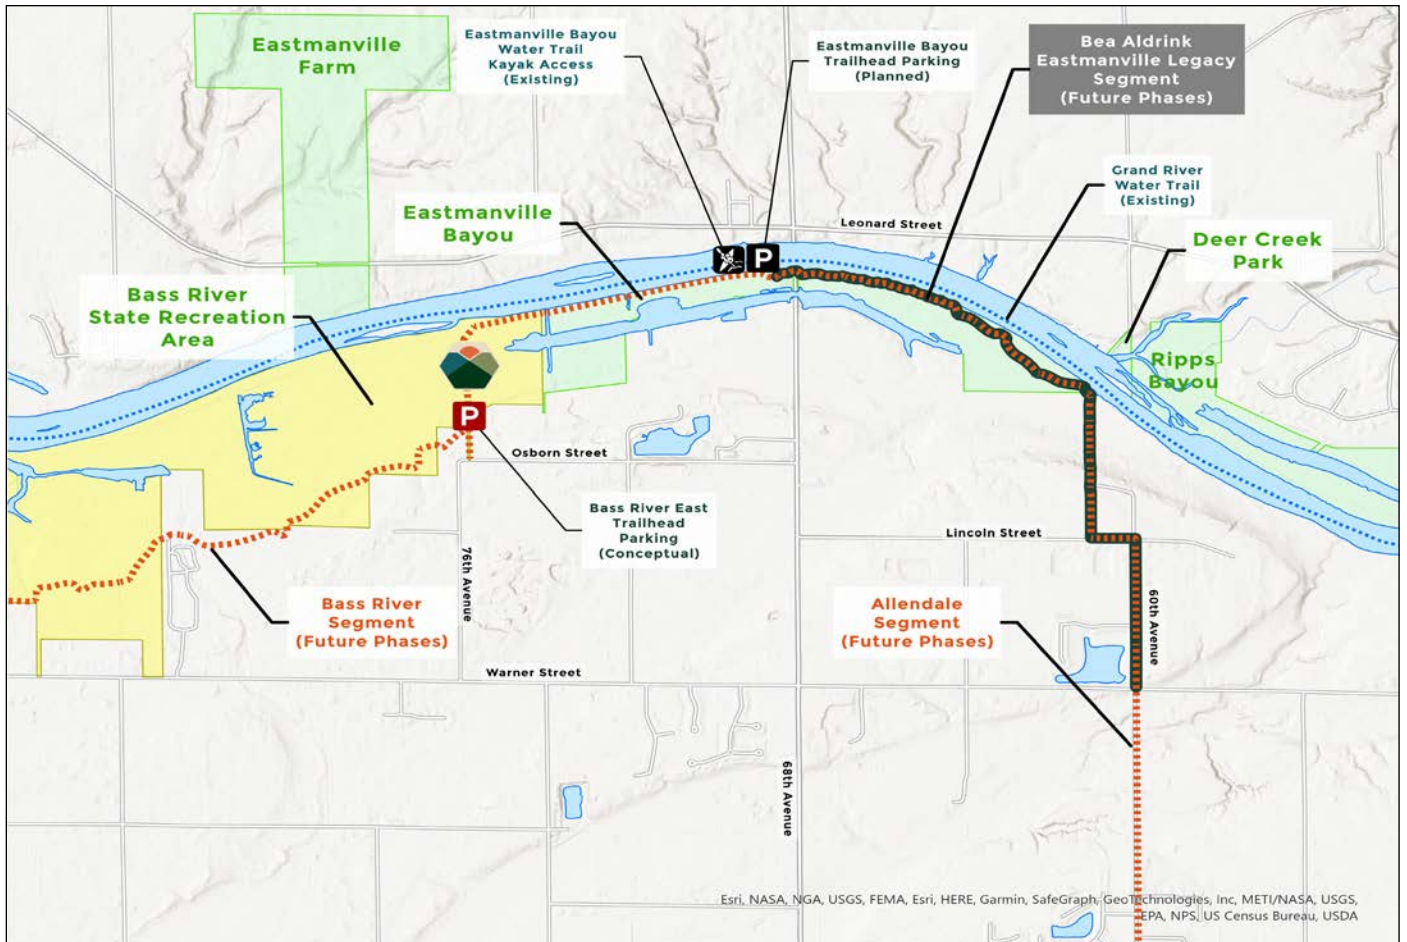 Eastmanville
Farm
Eastmanville Bayou
Water Trail
Kayak Access
(Existing)
Eastmanville Bayou
Trailhead Parking
(Planned)
Bea Aldrink
Eastmanville Legacy
Segment
(Future Phases)
Grand River
Water Trail
(Existing)
Leonard Street
Eastmanville
Bayou
P
Deer Creek
Park
Bass River
State Recreation
Area
Ripps
Bayou
P
Osborn Street
Bass River East
Trailhead
Parking
(Conceptual)
Lincoln Street
76th Avenue
60th Avenue
Bass River
Segment
(Future Phases)
Allendale
Segment
(Future Phases)
Warner Street
68th Avenue
Esri, NASA, NGA, USGS, FEMA, Esri, HERE, Garmin, SafeGraph, GeoTechnologies, Inc, METI/NASA, USGS,
EPA, NPS, US Census Bureau, USDA